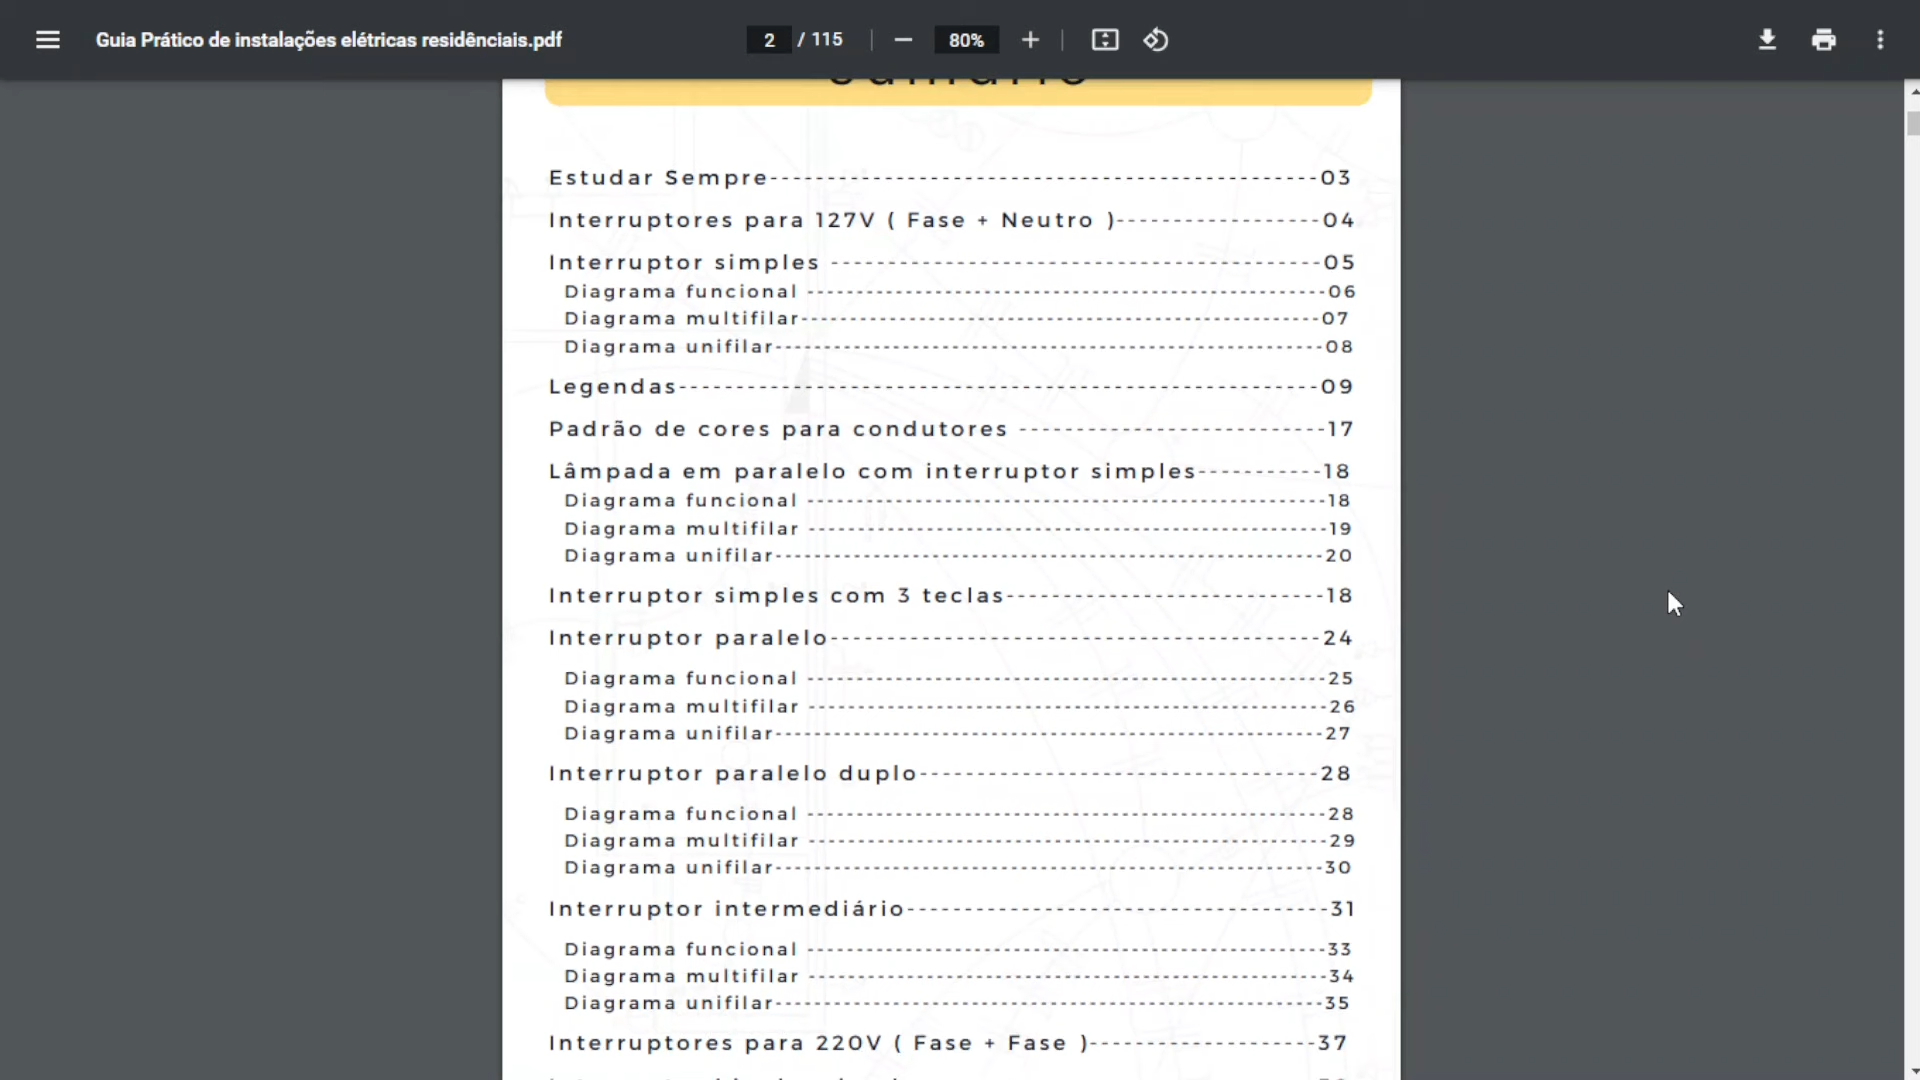 Guia Prático de instalações elétricas residênciais.pdf
2 / 115
80%
Sumário
Estudar Sempre 03
Interruptores para 127V ( Fase + Neutro ) 04
Interruptor simples 05
Diagrama funcional 06
Diagrama multifilar 07
Diagrama unifilar 08
Legendas 09
Padrão de cores para condutores 17
Lâmpada em paralelo com interruptor simples 18
Diagrama funcional 18
Diagrama multifilar 19
Diagrama unifilar 20
Interruptor simples com 3 teclas 18
Interruptor paralelo 24
Diagrama funcional 25
Diagrama multifilar 26
Diagrama unifilar 27
Interruptor paralelo duplo 28
Diagrama funcional 28
Diagrama multifilar 29
Diagrama unifilar 30
Interruptor intermediário 31
Diagrama funcional 33
Diagrama multifilar 34
Diagrama unifilar 35
Interruptores para 220V ( Fase + Fase ) 37